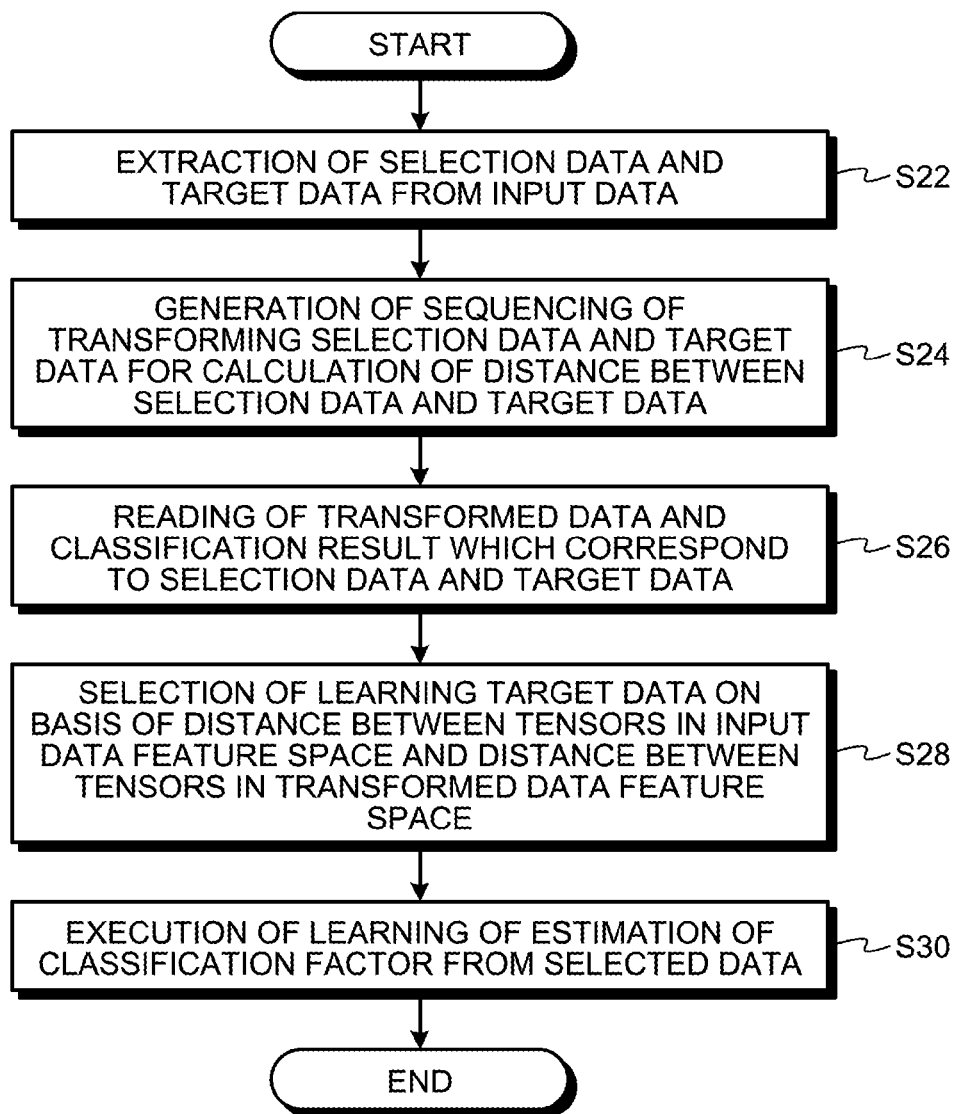 START
EXTRACTION OF SELECTION DATA AND
TARGET DATA FROM INPUT DATA
S22
GENERATION OF SEQUENCING OF
TRANSFORMING SELECTION DATA AND TARGET
DATA FOR CALCULATION OF DISTANCE BETWEEN
SELECTION DATA AND TARGET DATA
S24
READING OF TRANSFORMED DATA AND
CLASSIFICATION RESULT WHICH CORRESPOND
TO SELECTION DATA AND TARGET DATA
S26
SELECTION OF LEARNING TARGET DATA ON
BASIS OF DISTANCE BETWEEN TENSORS IN INPUT
DATA FEATURE SPACE AND DISTANCE BETWEEN
TENSORS IN TRANSFORMED DATA FEATURE
SPACE
S28
EXECUTION OF LEARNING OF ESTIMATION OF
CLASSIFICATION FACTOR FROM SELECTED DATA
S30
END